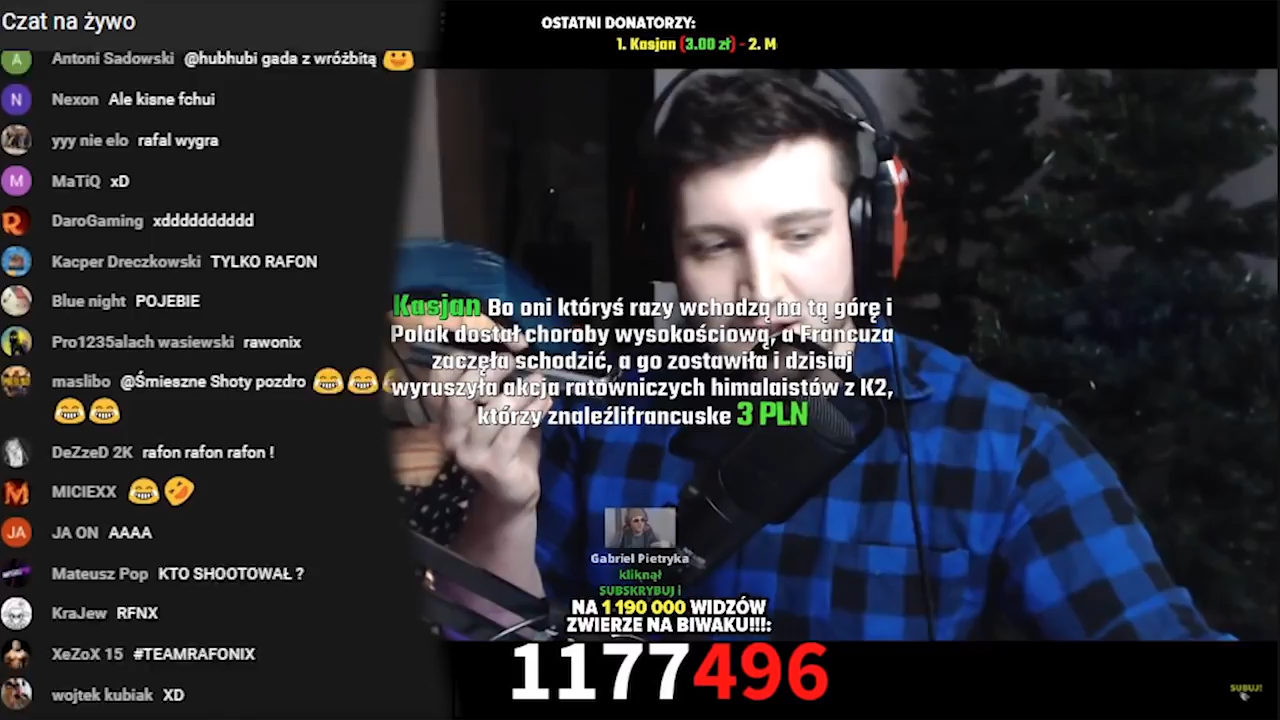 Czat na żywo
Antoni Sadowski @hubhubi gada z wróżbitą
Nexon Ale kisne fchui
yyy nie elo rafal wygra
MaTiQ xD
DaroGaming xdddddddddd
Kacper Dreczkowski TYLKO RAFON
Blue night POJEBIE
Pro1235alach wasiewski rawonix
maslibo @Śmieszne Shoty pozdro
DeZzeD 2K rafon rafon rafon !
MICIEXX
JA ON AAAA
Mateusz Pop KTO SHOOTOWAŁ ?
KraJew RFNX
XeZoX 15 #TEAMRAFONIX
wojtek kubiak XD
OSTATNI DONATORZY:
1. Kasjan (3.00 zł) - 2. M
Kasjan Bo oni któryś razy wchodzą na tą górę i
Polak dostał choroby wysokościową, a Francuza
zaczęła schodzić, a go zostawiła i dzisiaj
wyruszyła akcja ratowniczych himalaistów z K2,
którzy znaleźlifrancuske 3 PLN
Gabriel Pietryka
kliknął
SUBSKRYBUJ i
NA 1 190 000 WIDZÓW
ZWIERZE NA BIWAKU!!!:
1177496
SUBUJ!